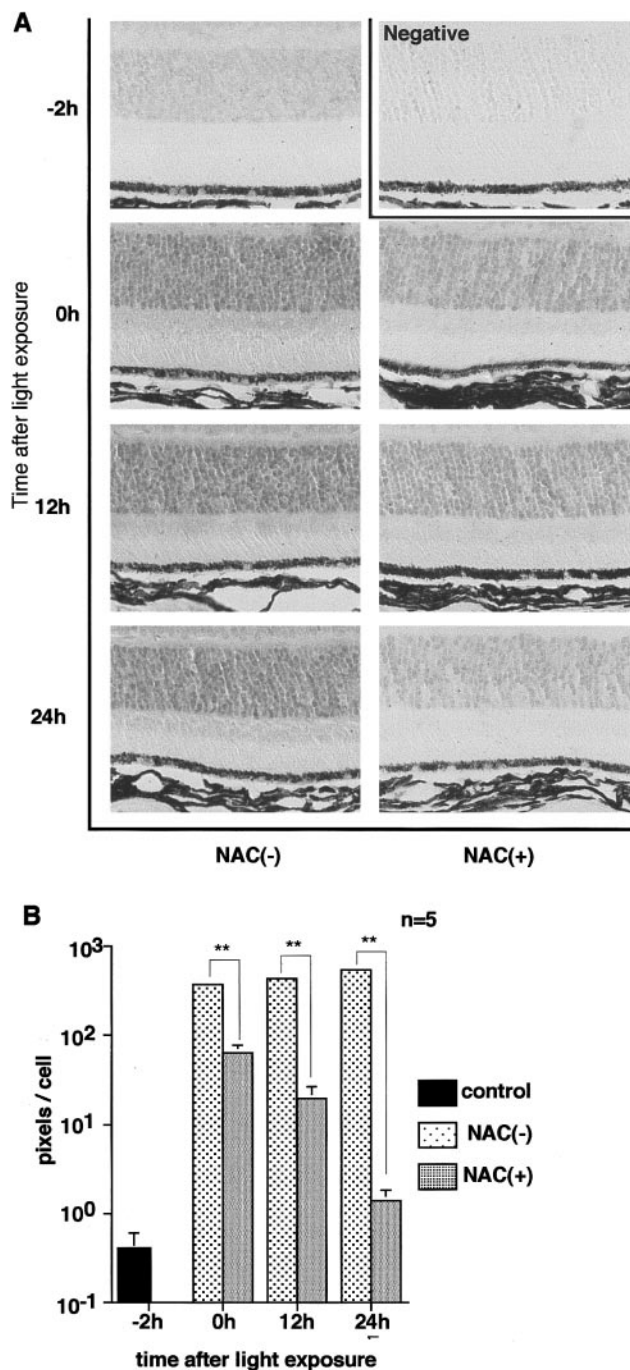 A
Negative
-2h
0h
12h
24h
Time after light exposure
NAC(-)
NAC(+)
B
n=5
**
**
**
10³
10²
10¹
10⁰
10⁻¹
pixels / cell
control
NAC(-)
NAC(+)
-2h
0h
12h
24h
time after light exposure